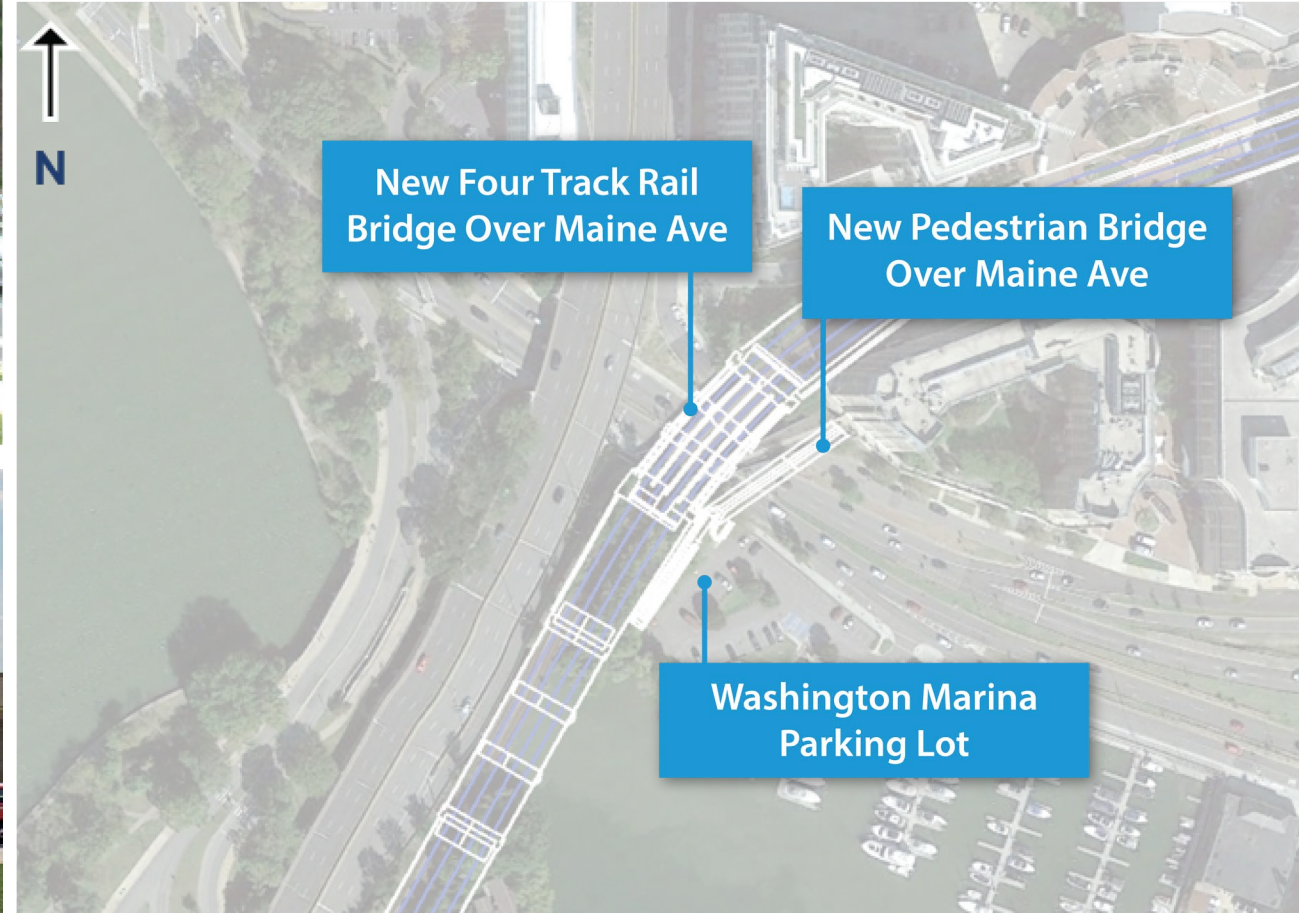 N
New Four Track Rail
Bridge Over Maine Ave
New Pedestrian Bridge
Over Maine Ave
Washington Marina
Parking Lot